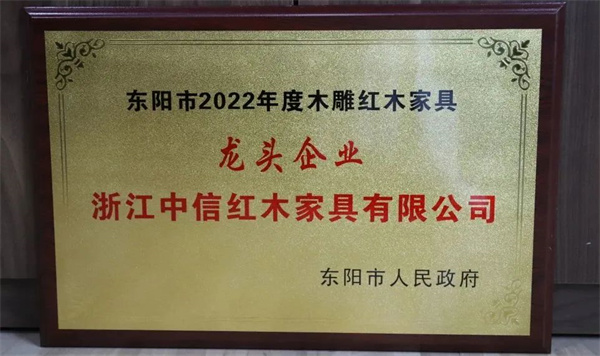 东阳市2022年度木雕红木家具
龙头企业
浙江中信红木家具有限公司
东阳市人民政府